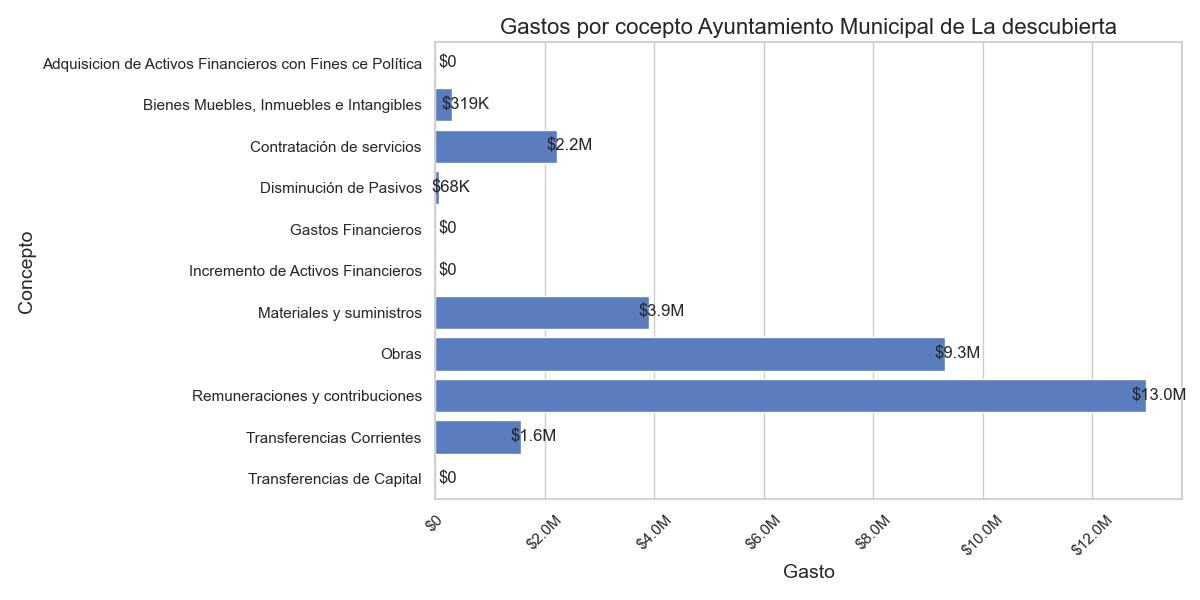 Gastos por cocepto Ayuntamiento Municipal de La descubierta
Concepto
Adquisicion de Activos Financieros con Fines ce Política $0
Bienes Muebles, Inmuebles e Intangibles $319K
Contratación de servicios $2.2M
Disminución de Pasivos $68K
Gastos Financieros $0
Incremento de Activos Financieros $0
Materiales y suministros $3.9M
Obras $9.3M
Remuneraciones y contribuciones $13.0M
Transferencias Corrientes $1.6M
Transferencias de Capital $0
$0 $2.0M $4.0M $6.0M $8.0M $10.0M $12.0M
Gasto